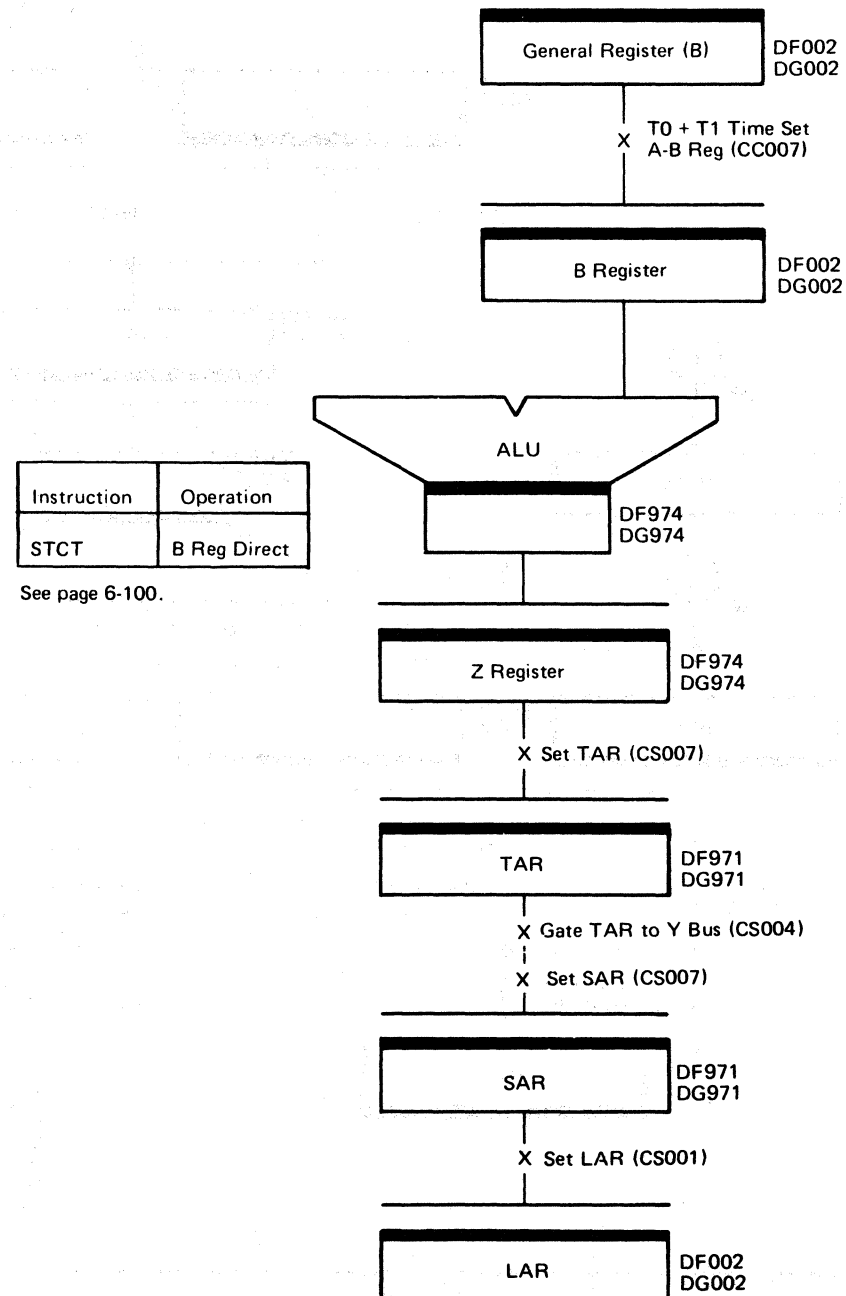 General Register (B)
DF002
DG002
X
T0 + T1 Time Set
A-B Reg (CC007)
B Register
DF002
DG002
ALU
DF974
DG974
Instruction Operation
STCT B Reg Direct
See page 6-100.
Z Register
DF974
DG974
X Set TAR (CS007)
TAR
DF971
DG971
X Gate TAR to Y Bus (CS004)
X Set SAR (CS007)
SAR
DF971
DG971
X Set LAR (CS001)
LAR
DF002
DG002